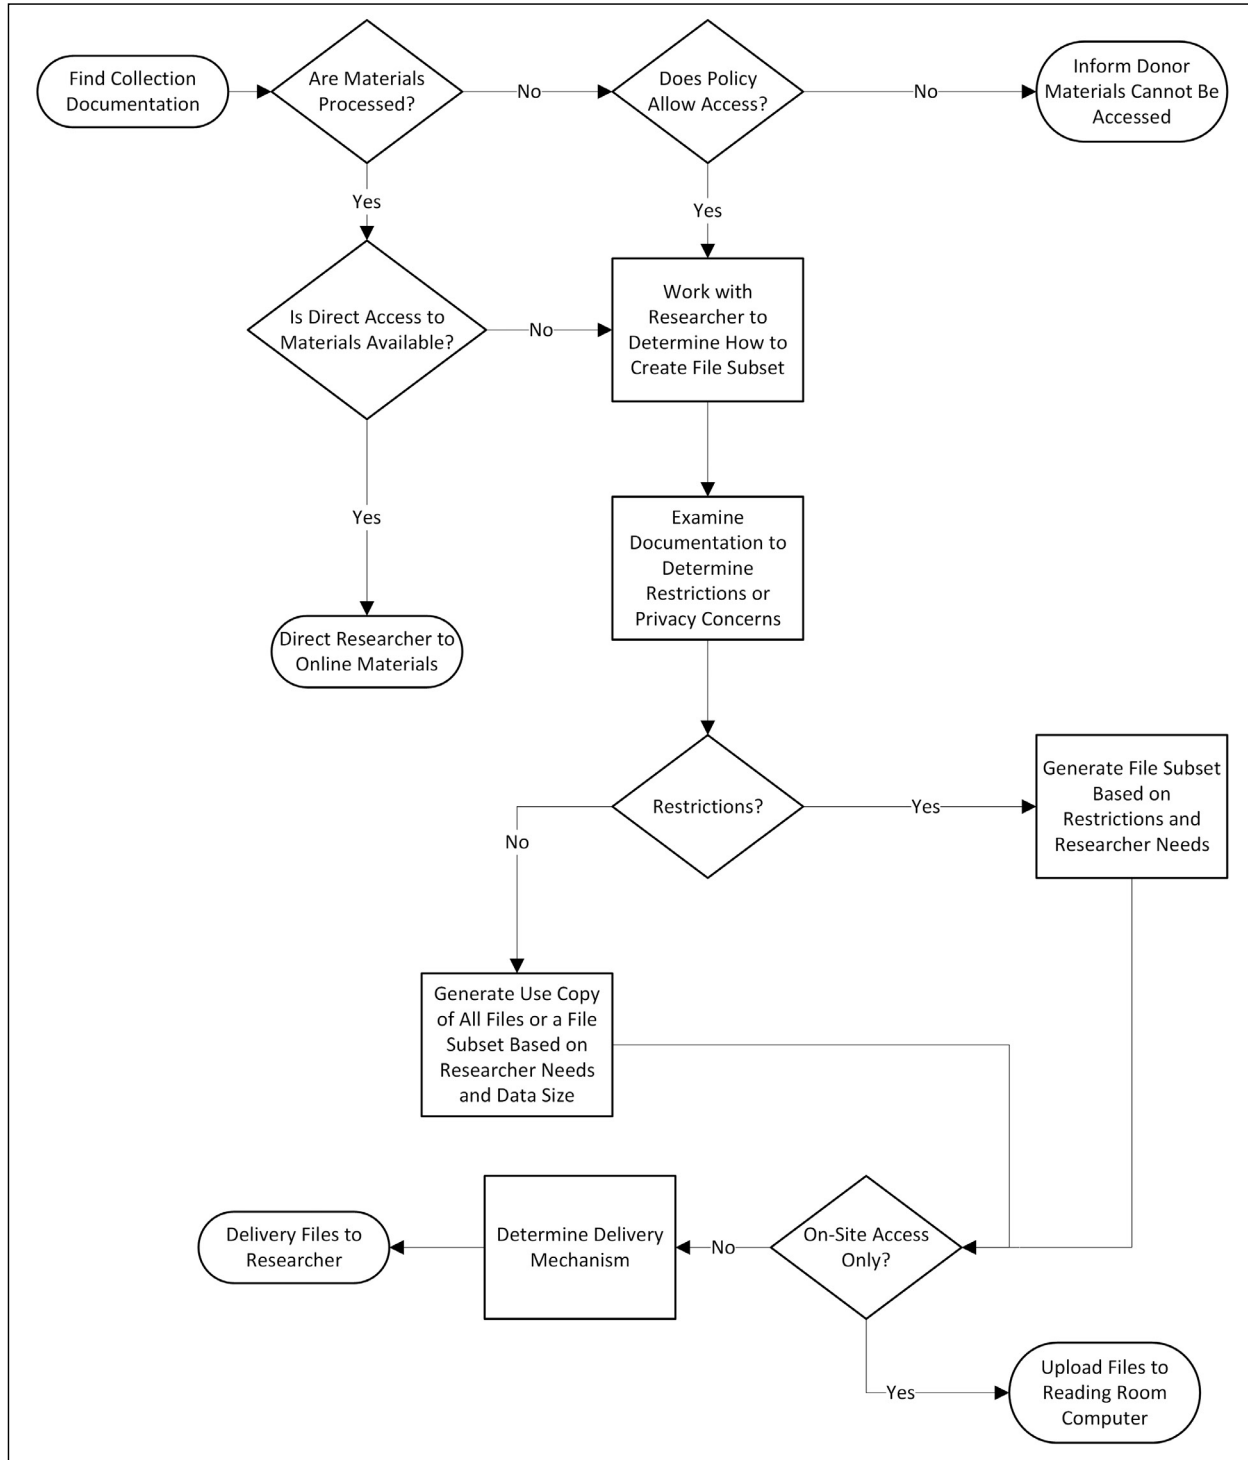 Find Collection
Documentation
Are Materials
Processed?
No
Does Policy
Allow Access?
No
Inform Donor
Materials Cannot Be
Accessed
Yes
Yes
Is Direct Access to
Materials Available?
No
Work with
Researcher to
Determine How to
Create File Subset
Yes
Examine
Documentation to
Determine
Restrictions or
Privacy Concerns
Direct Researcher to
Online Materials
Restrictions?
Yes
Generate File Subset
Based on
Restrictions and
Researcher Needs
No
Generate Use Copy
of All Files or a File
Subset Based on
Researcher Needs
and Data Size
Delivery Files to
Researcher
Determine Delivery
Mechanism
No
On-Site Access
Only?
Yes
Upload Files to
Reading Room
Computer